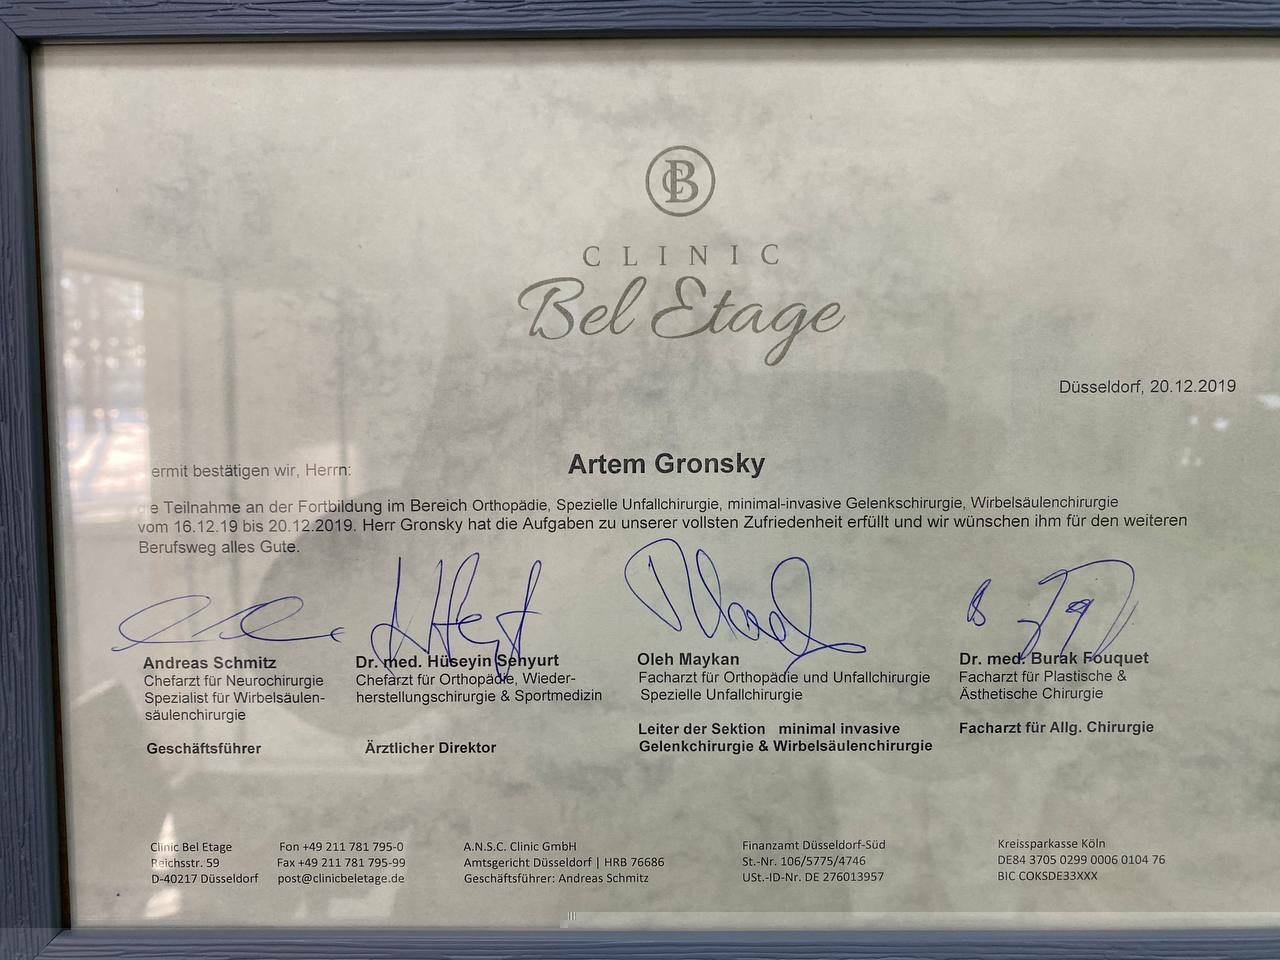 CB
CLINIC
Bel Etage
Düsseldorf, 20.12.2019
ermit bestätigen wir, Herrn:
Artem Gronsky
e Teilnahme an der Fortbildung im Bereich Orthopädie, Spezielle Unfallchirurgie, minimal-invasive Gelenkschirurgie, Wirbelsäulenchirurgie
vom 16.12.19 bis 20.12.2019. Herr Gronsky hat die Aufgaben zu unserer vollsten Zufriedenheit erfüllt und wir wünschen ihm für den weiteren
Berufsweg alles Gute.
Andreas Schmitz
Chefarzt für Neurochirurgie
Spezialist für Wirbelsäulen-
säulenchirurgie
Geschäftsführer
Dr. med. Hüseyin Senyurt
Chefarzt für Orthopädie, Wieder-
herstellungschirurgie & Sportmedizin
Ärztlicher Direktor
Oleh Maykan
Facharzt für Orthopädie und Unfallchirurgie
Spezielle Unfallchirurgie
Leiter der Sektion minimal invasive
Gelenkchirurgie & Wirbelsäulenchirurgie
Dr. med. Burak Fouquet
Facharzt für Plastische &
Ästhetische Chirurgie
Facharzt für Allg. Chirurgie
Clinic Bel Etage
Reichsstr. 59
D-40217 Düsseldorf
Fon +49 211 781 795-0
Fax +49 211 781 795-99
post@clinicbeletage.de
A.N.S.C. Clinic GmbH
Amtsgericht Düsseldorf | HRB 76686
Geschäftsführer: Andreas Schmitz
Finanzamt Düsseldorf-Süd
St.-Nr. 106/5775/4746
USt.-ID-Nr. DE 276013957
Kreissparkasse Köln
DE84 3705 0299 0006 0104 76
BIC COKSDE33XXX